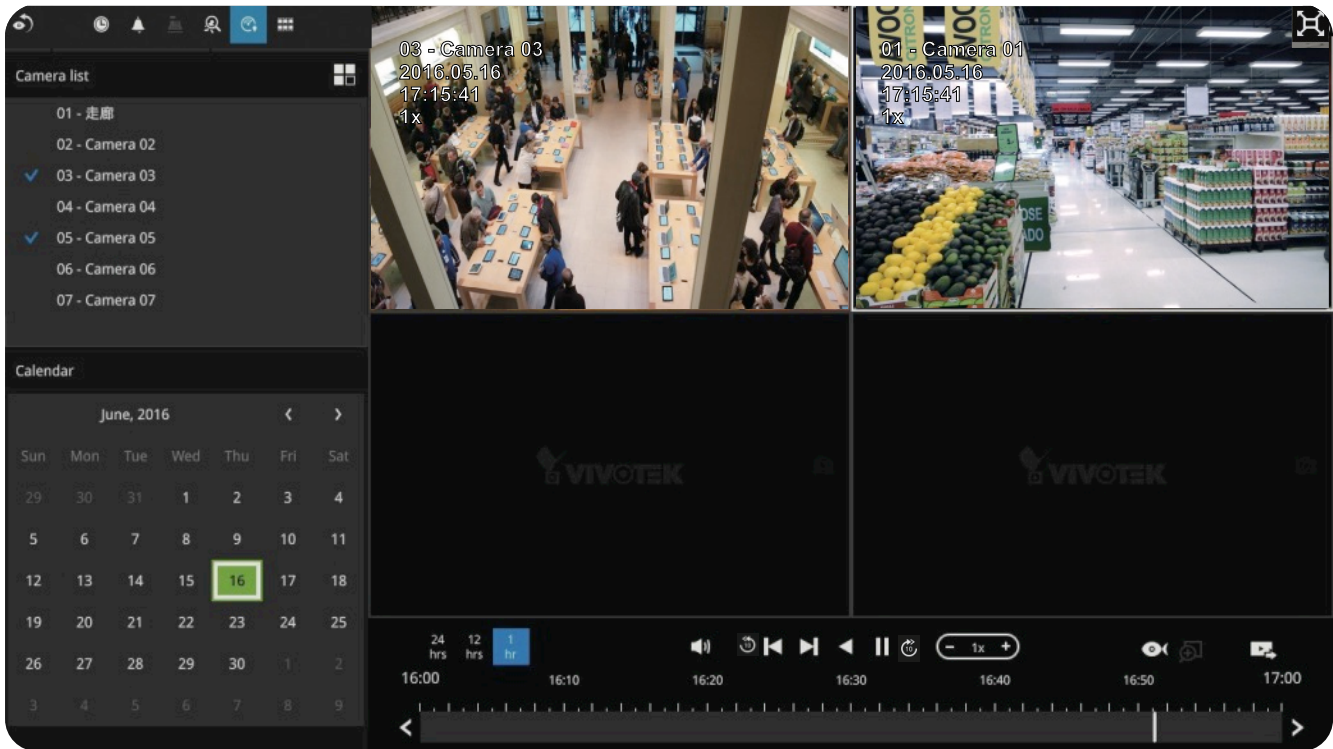 Camera list
01 - 走廊
02 - Camera 02
03 - Camera 03
04 - Camera 04
05 - Camera 05
06 - Camera 06
07 - Camera 07
Calendar
June, 2016
Sun Mon Tue Wed Thu Fri Sat
29 30 31 1 2 3 4
5 6 7 8 9 10 11
12 13 14 15 16 17 18
19 20 21 22 23 24 25
26 27 28 29 30 1 2
3 4 5 6 7 8 9
03 - Camera 03
2016.05.16
17:15:41
1x
01 - Camera 01
2016.05.16
17:15:41
1x
VIVOTEK
VIVOTEK
24 hrs
12 hrs
1 hr
10
10
1x
16:00 16:10 16:20 16:30 16:40 16:50 17:00